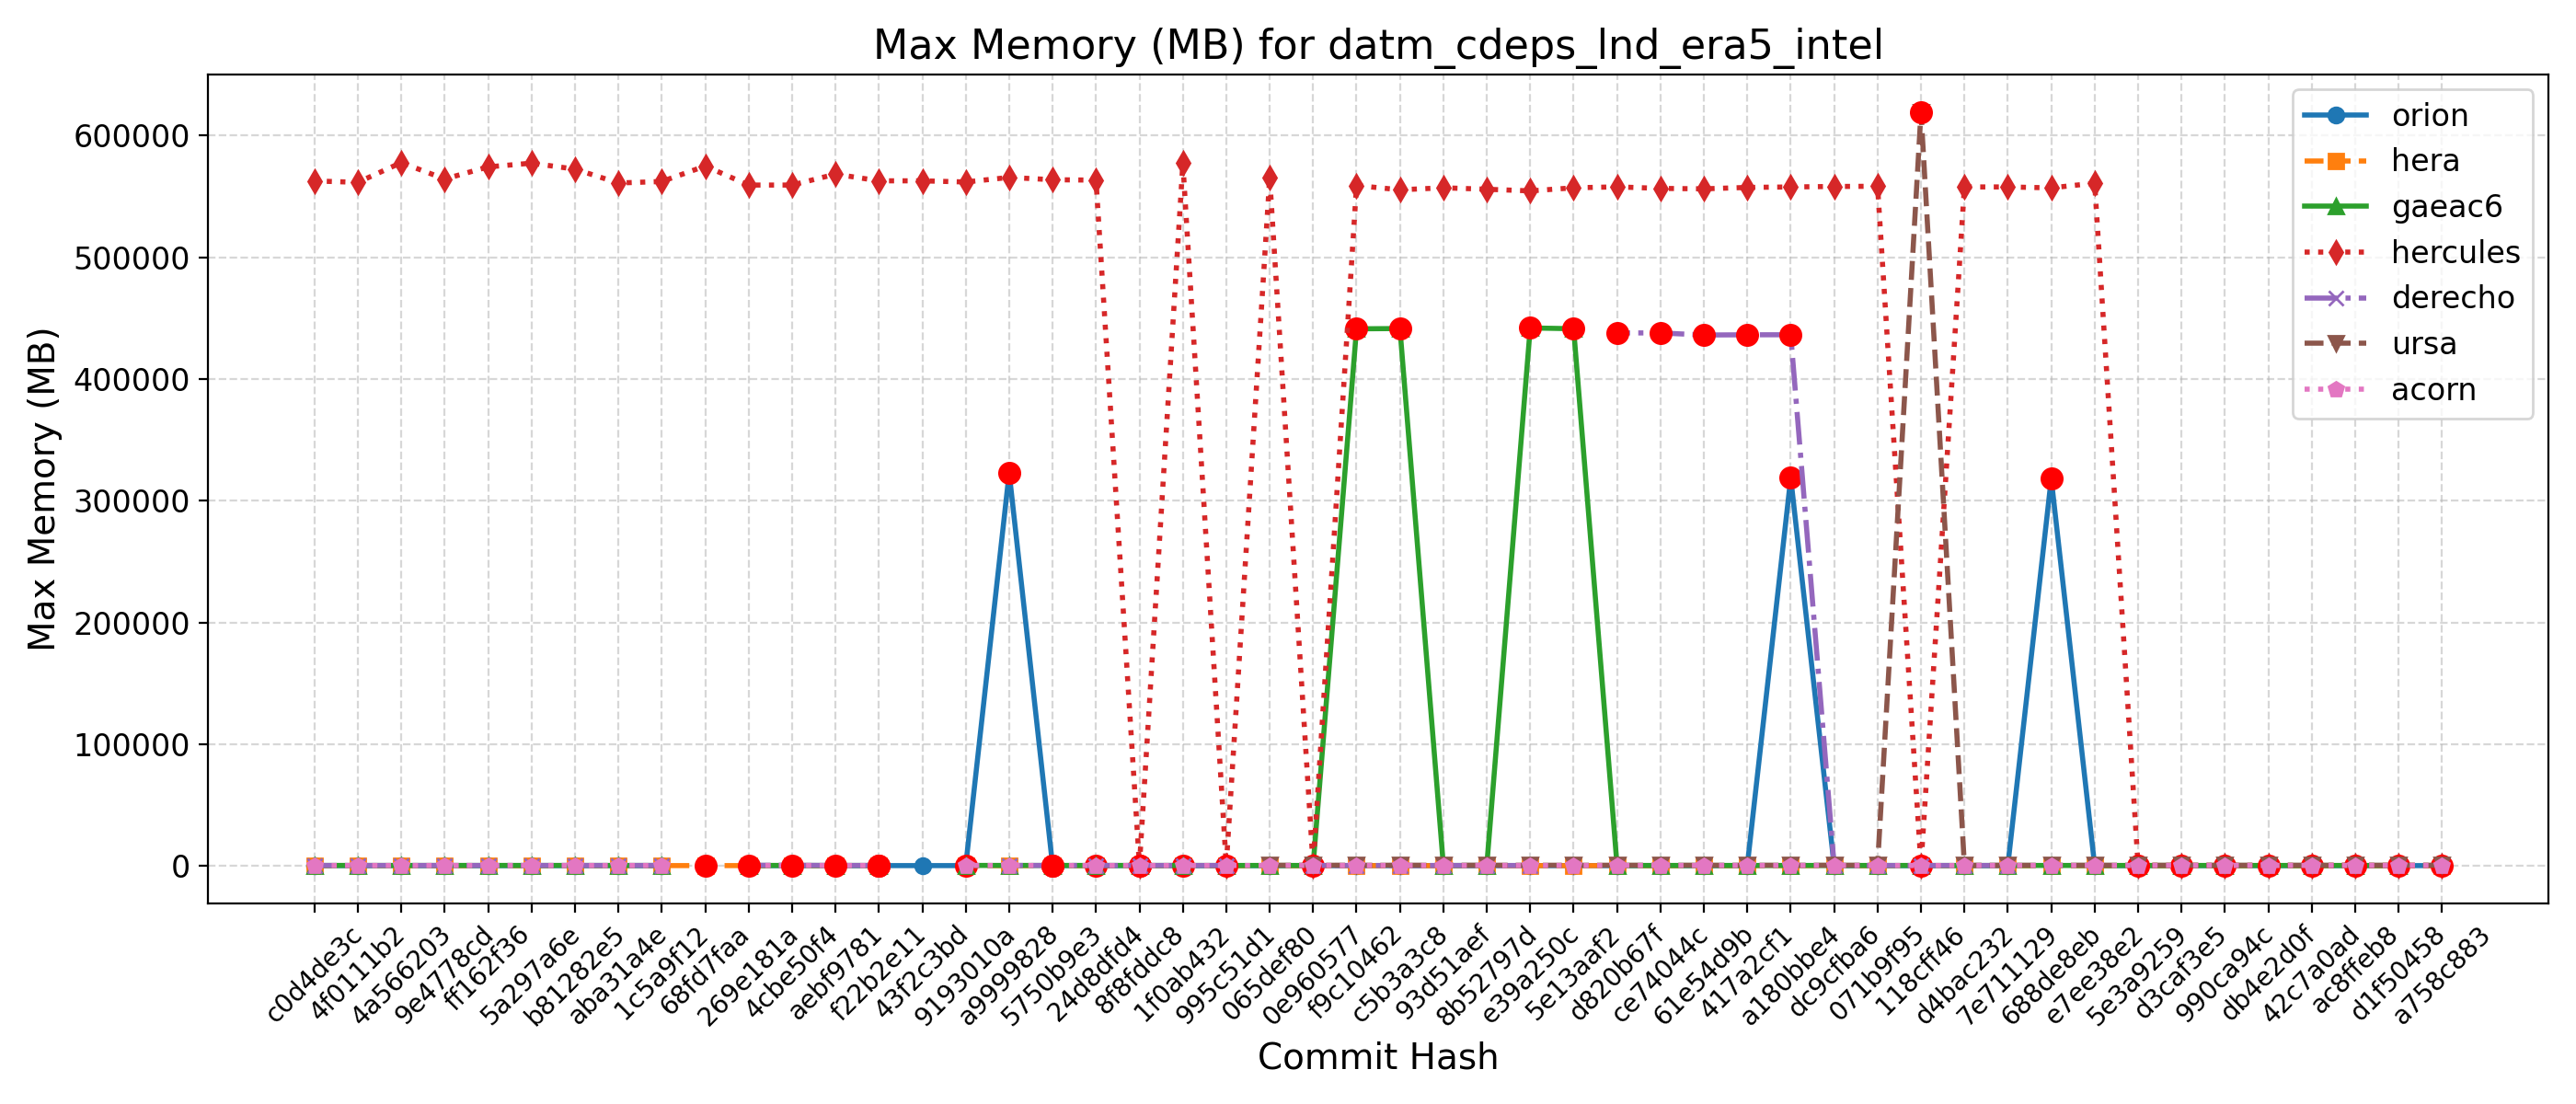 Max Memory (MB) for datm_cdeps_lnd_era5_intel
Max Memory (MB)
600000
500000
400000
300000
200000
100000
0
orion
hera
gaeac6
hercules
derecho
ursa
acorn
c0d4de3c
4f0111b2
4a566203
9e4778cd
ff162f36
5a297a6e
b81282e5
aba31a4e
1c5a9f12
68fd7faa
269e181a
4cbe50f4
aebf9781
f22b2e11
43f2c3bd
9193010a
a9999828
5750b9e3
24d8dfd4
8f8fddc8
1f0ab432
995c51d1
065def80
0e960577
f9c10462
c5b3a3c8
93d51aef
8b52797d
e39a250c
5e13aaf2
d820b67f
ce74044c
61e54d9b
417a2cf1
a180bbe4
dc9cfba6
071b9f95
118cff46
d4bac232
7e711129
688de8eb
e7ee38e2
5e3a9259
d3caf3e5
990ca94c
db4e2d0f
42c7a0ad
ac8ffeb8
d1f50458
a758c883
Commit Hash